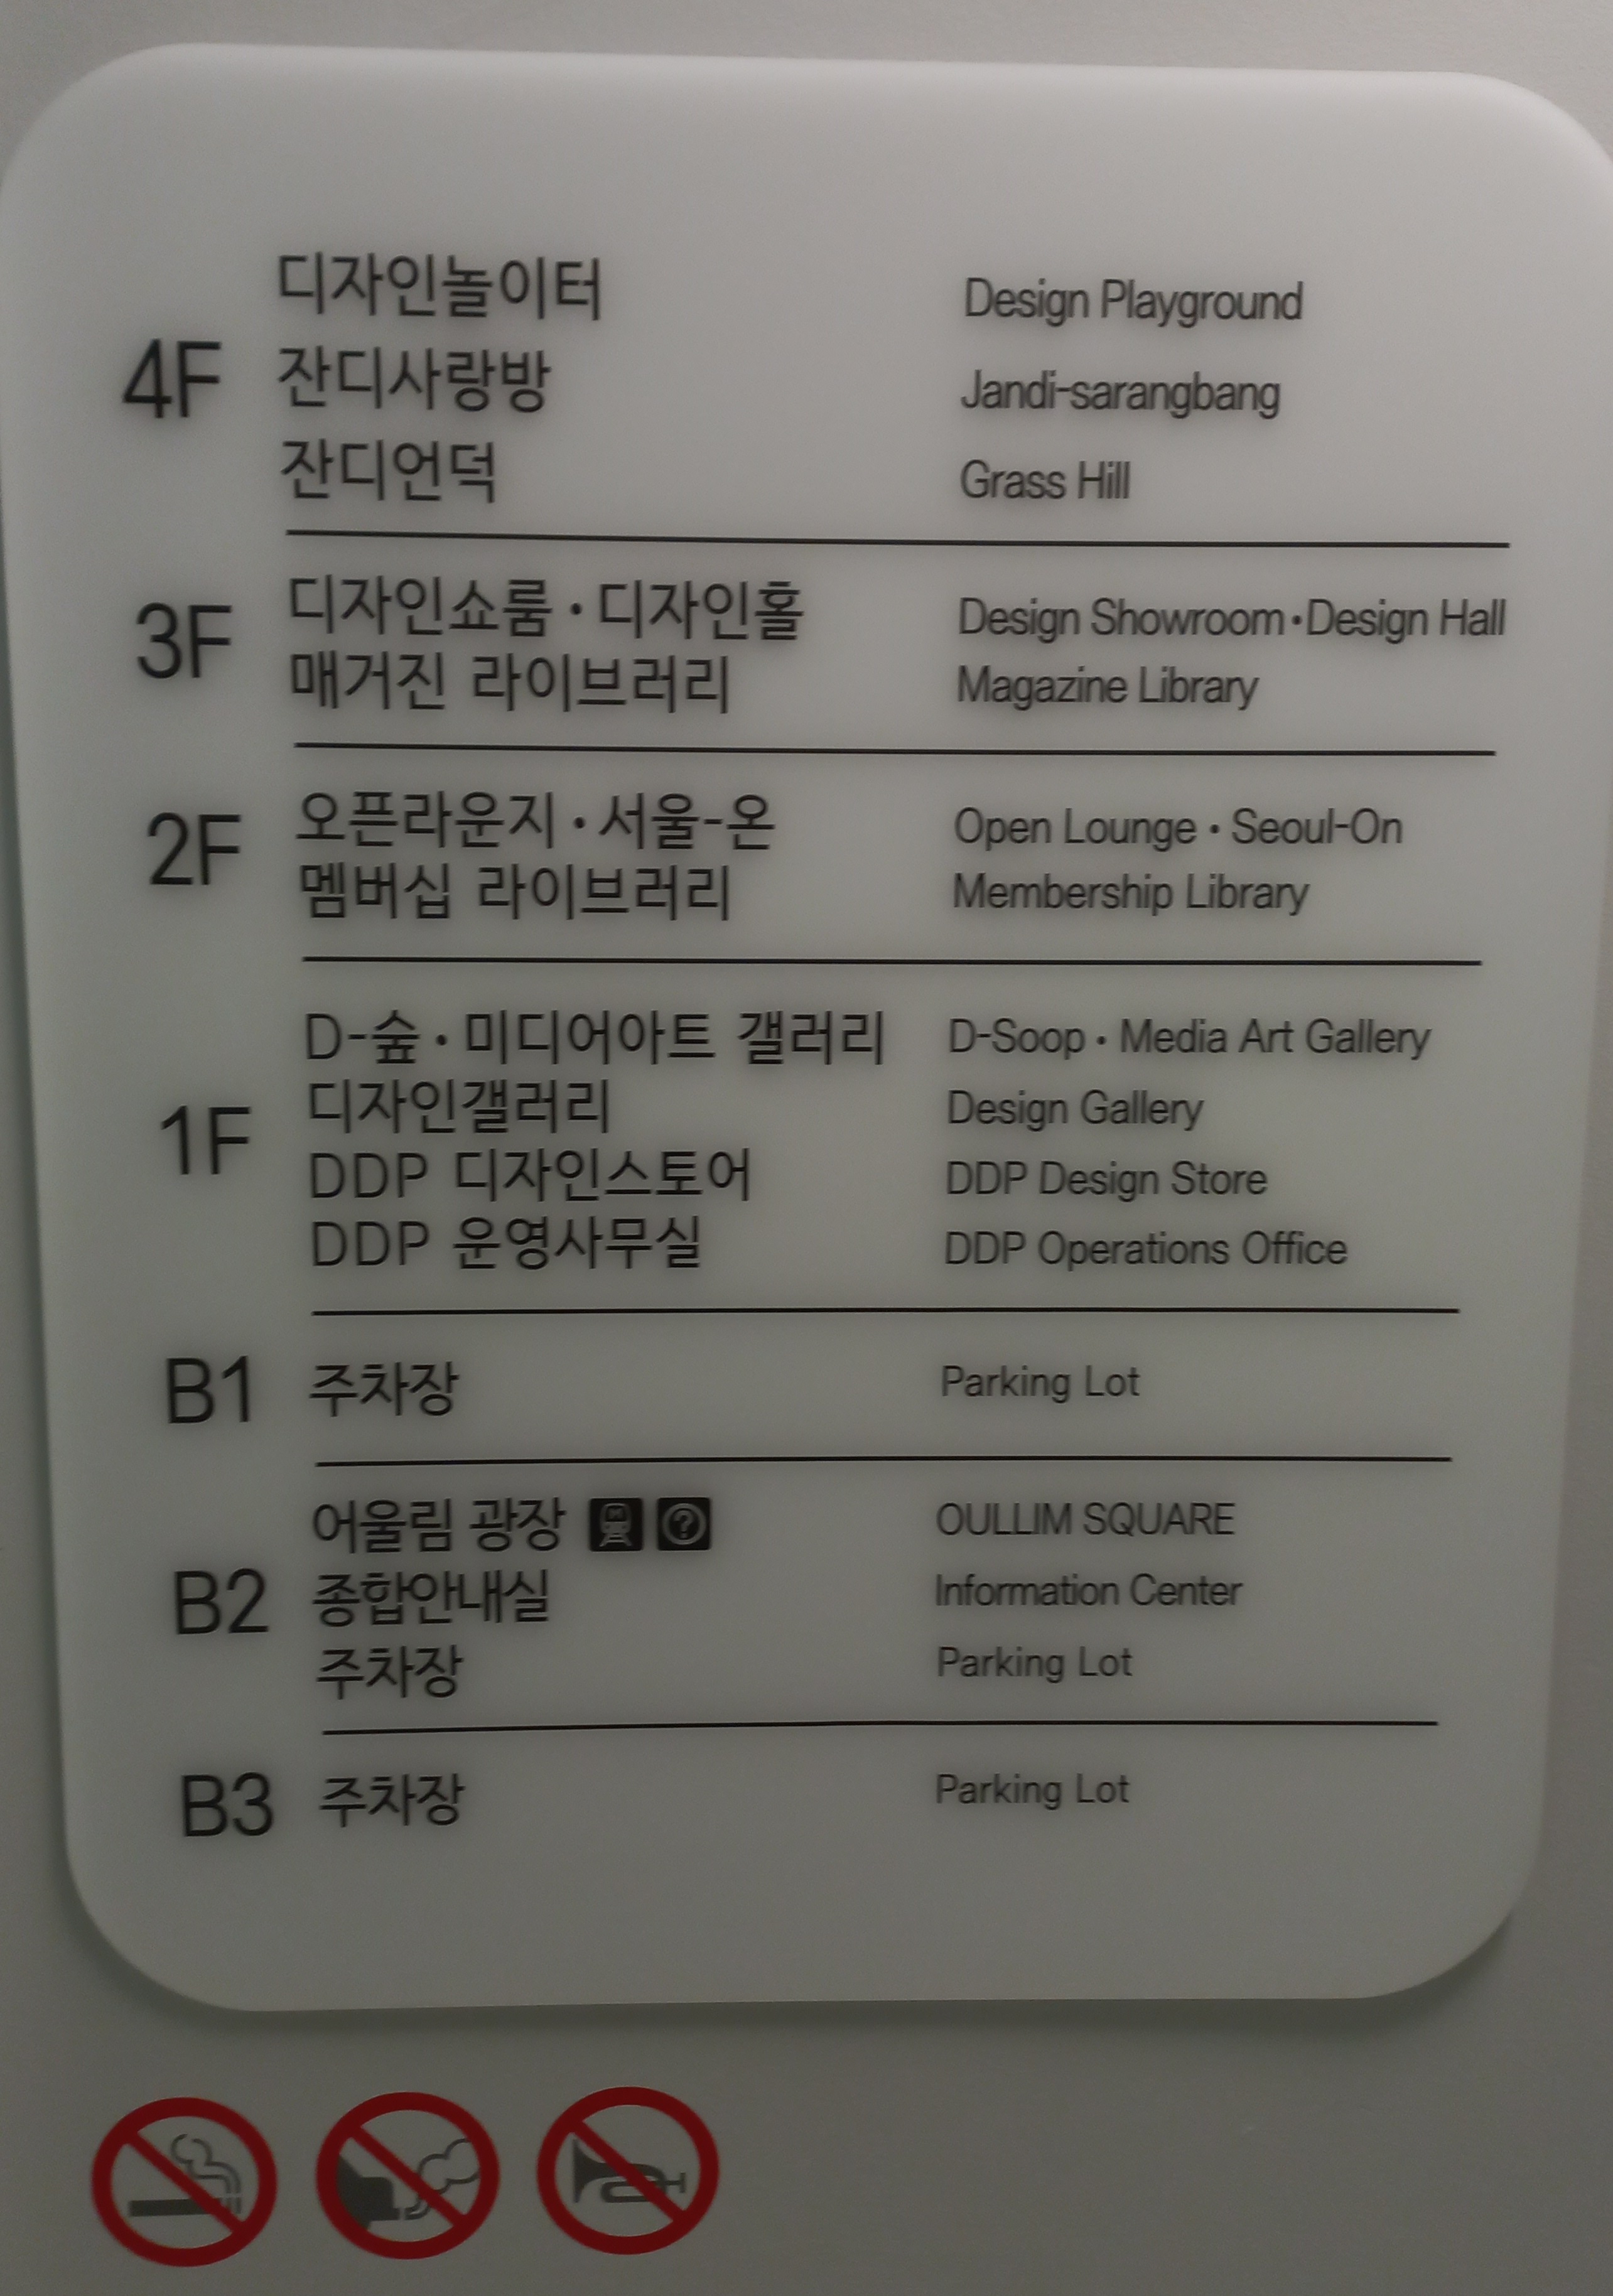 4F
디자인놀이터 Design Playground
잔디사랑방 Jandi-sarangbang
잔디언덕 Grass Hill
3F
디자인쇼룸·디자인홀 Design Showroom·Design Hall
매거진 라이브러리 Magazine Library
2F
오픈라운지·서울-온 Open Lounge · Seoul-On
멤버십 라이브러리 Membership Library
1F
D-숲·미디어아트 갤러리 D-Soop · Media Art Gallery
디자인갤러리 Design Gallery
DDP 디자인스토어 DDP Design Store
DDP 운영사무실 DDP Operations Office
B1 주차장 Parking Lot
B2
어울림 광장 M ? OULLIM SQUARE
종합안내실 Information Center
주차장 Parking Lot
B3 주차장 Parking Lot